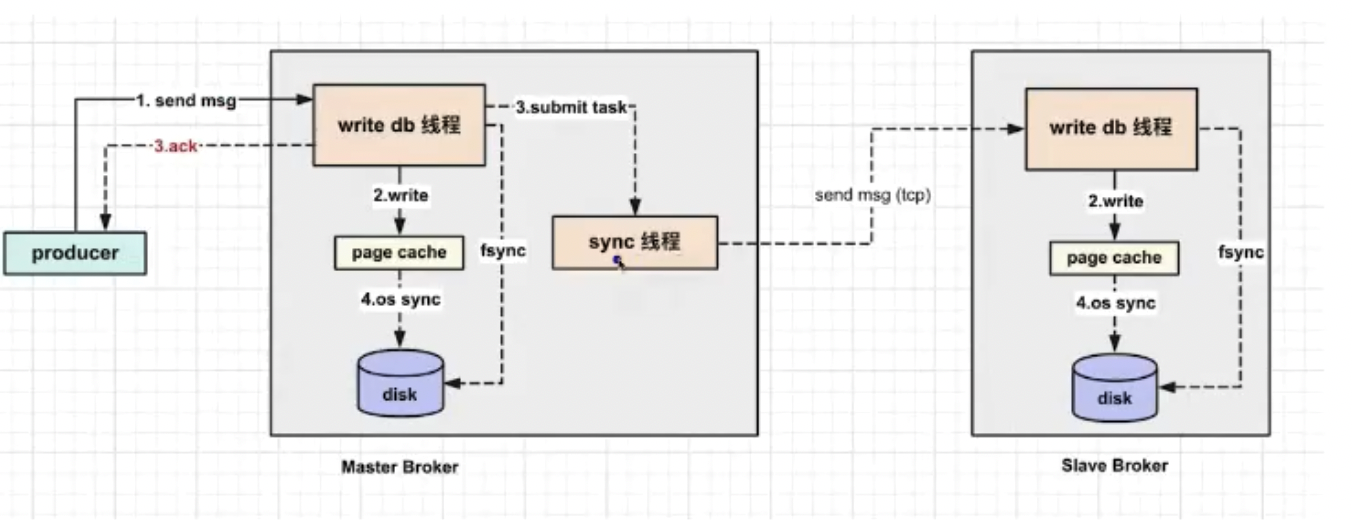 1. send msg
3.submit task
write db 线程
write db 线程
3.ack
2.write
send msg (tcp)
2.write
producer
page cache
fsync
sync 线程
page cache
fsync
4.os sync
4.os sync
disk
disk
Master Broker
Slave Broker